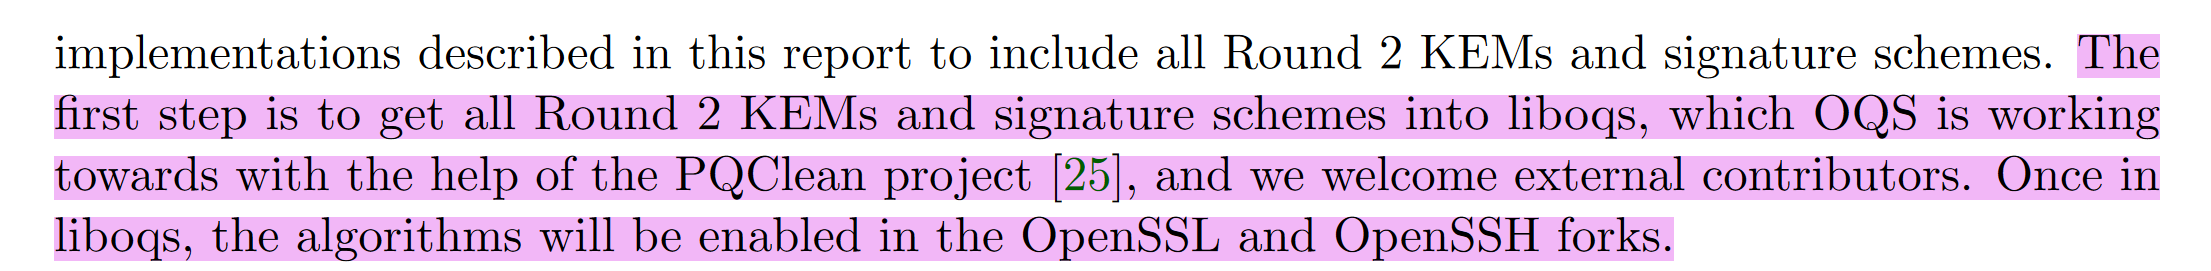 implementations described in this report to include all Round 2 KEMs and signature schemes. The
first step is to get all Round 2 KEMs and signature schemes into liboqs, which OQS is working
towards with the help of the PQClean project [25], and we welcome external contributors. Once in
liboqs, the algorithms will be enabled in the OpenSSL and OpenSSH forks.